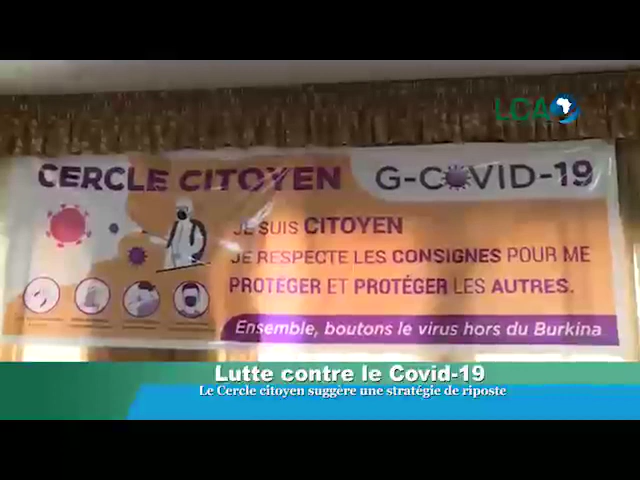 LCA
CERCLE CITOYEN G-COVID-19
JE SUIS CITOYEN
JE RESPECTE LES CONSIGNES POUR ME
PROTÉGER ET PROTÉGER LES AUTRES.
Ensemble, boutons le virus hors du Burkina
Lutte contre le Covid-19
Le Cercle citoyen suggère une stratégie de riposte